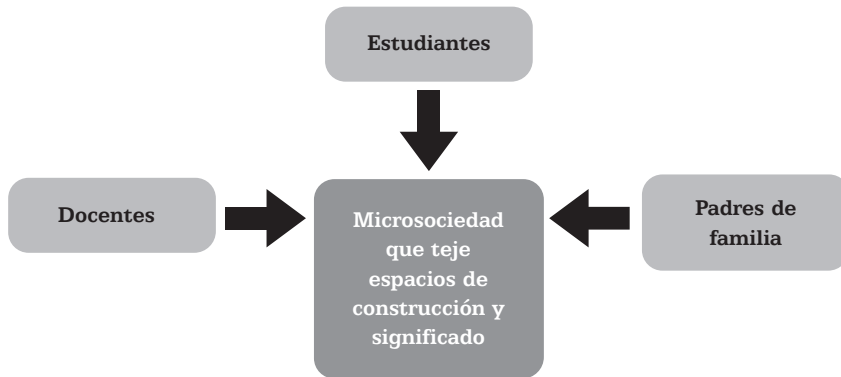 Estudiantes
Docentes
Microsociedad
que teje
espacios de
construcción y
significado
Padres de
familia